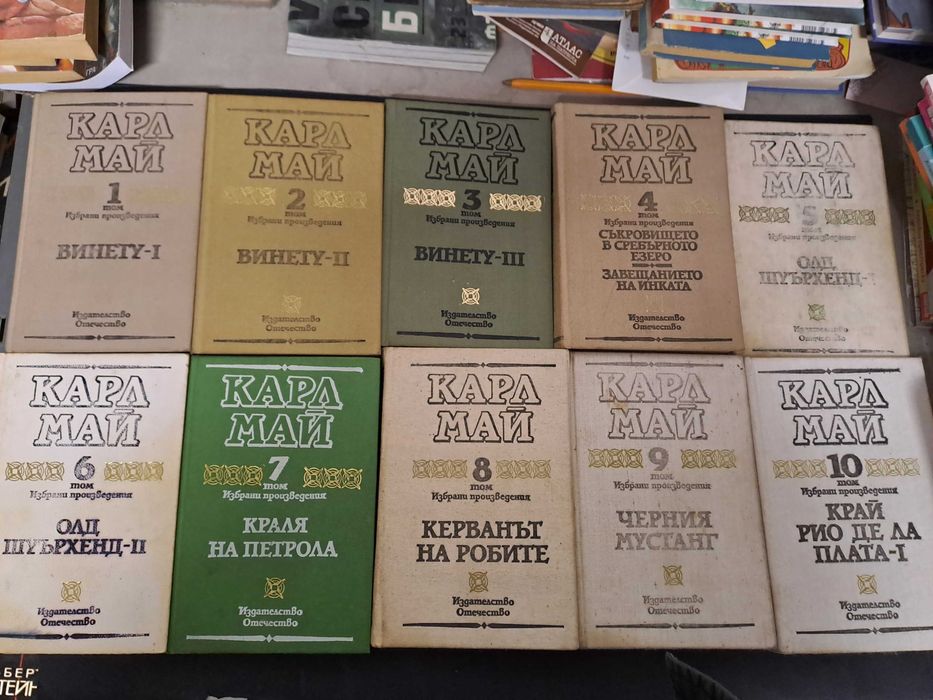 АТЛАС
КАРЛ
МАЙ
1
том
Избрани произведения
ВИНЕТУ-I
Издателство
Отечество
КАРЛ
МАЙ
2
том
Избрани произведения
ВИНЕТУ-II
Издателство
Отечество
КАРЛ
МАЙ
3
том
Избрани произведения
ВИНЕТУ-III
Издателство
Отечество
КАРЛ
МАЙ
4
том
Избрани произведения
СЪКРОВИЩЕТО
В СРЕБЪРНОТО
ЕЗЕРО
ЗАВЕЩАНИЕТО
НА ИНКАТА
Издателство
Отечество
КАРЛ
МАЙ
5
том
Избрани произведения
ОЛД
ШУЪРХЕНД-I
Издателство
Отечество
КАРЛ
МАЙ
6
том
Избрани произведения
ОЛД
ШУЪРХЕНД-II
Издателство
Отечество
КАРЛ
МАЙ
7
том
Избрани произведения
КРАЛЯ
НА ПЕТРОЛА
Издателство
Отечество
КАРЛ
МАЙ
8
том
Избрани произведения
КЕРВАНЪТ
НА РОБИТЕ
Издателство
Отечество
КАРЛ
МАЙ
9
том
Избрани произведения
ЧЕРНИЯ
МУСТАНГ
Издателство
Отечество
КАРЛ
МАЙ
10
том
Избрани произведения
КРАЙ
РИО ДЕ ЛА
ПЛАТА-I
Издателство
Отечество
БЕР
ТЕЙН